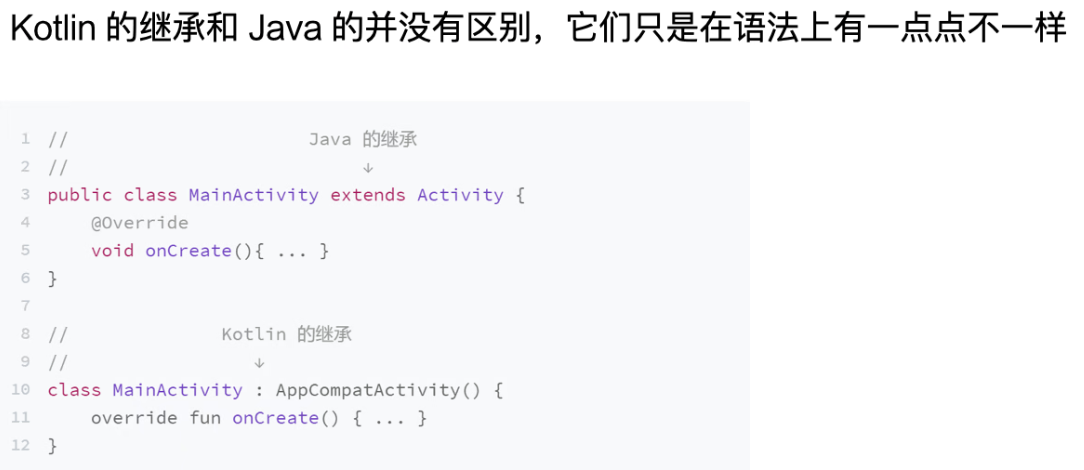 Kotlin 的继承和 Java 的并没有区别，它们只是在语法上有一点点不一样
1 // Java 的继承
2 // ↓
3 public class MainActivity extends Activity {
4 @Override
5 void onCreate(){ ... }
6 }
7
8 // Kotlin 的继承
9 // ↓
10 class MainActivity : AppCompatActivity() {
11 override fun onCreate() { ... }
12 }